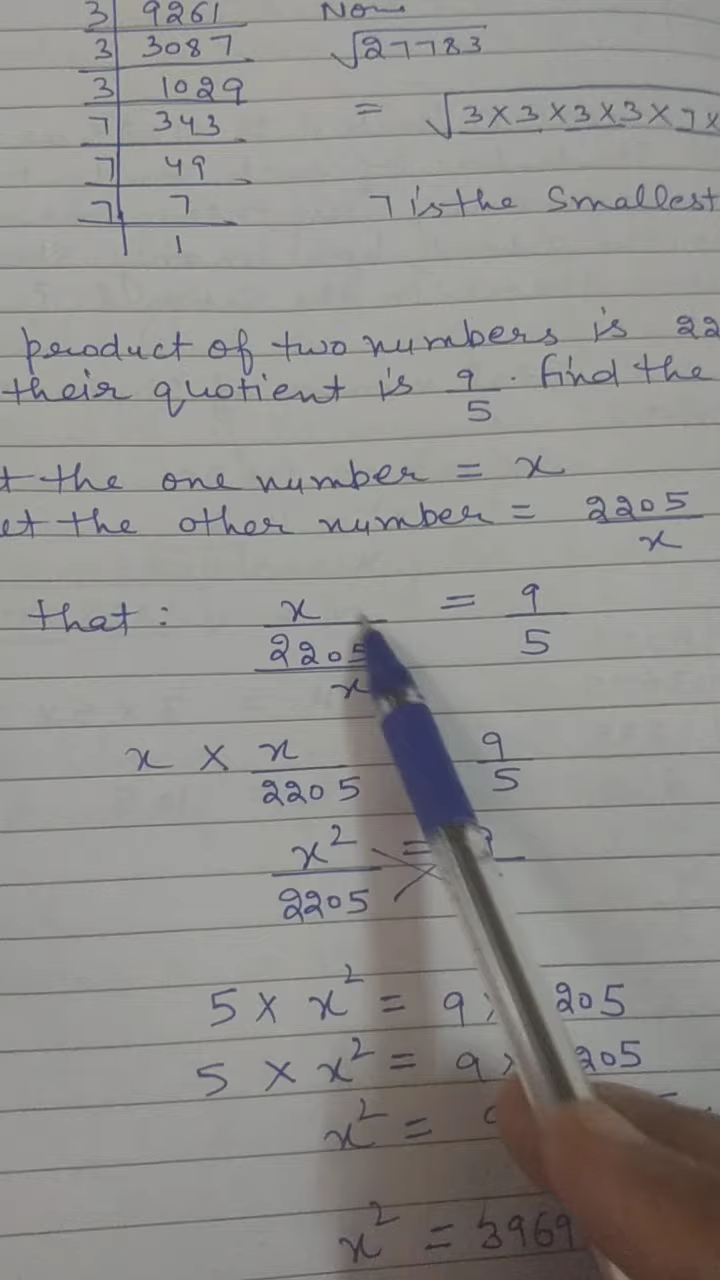 3 | 9261
3 | 3087
3 | 1029
7 | 343
7 | 49
7 | 7
1
√27783
= √3×3×3×3×7×
7 is the Smallest
product of two numbers is 22
their quotient is 9/5. find the
the one number = x
the other number = 2205/x
that: x/(2205/x) = 9/5
x × x/2205 9/5
x²/2205 =
5 × x² = 9 205
5 × x² = 9 205
x² =
x² = 3969